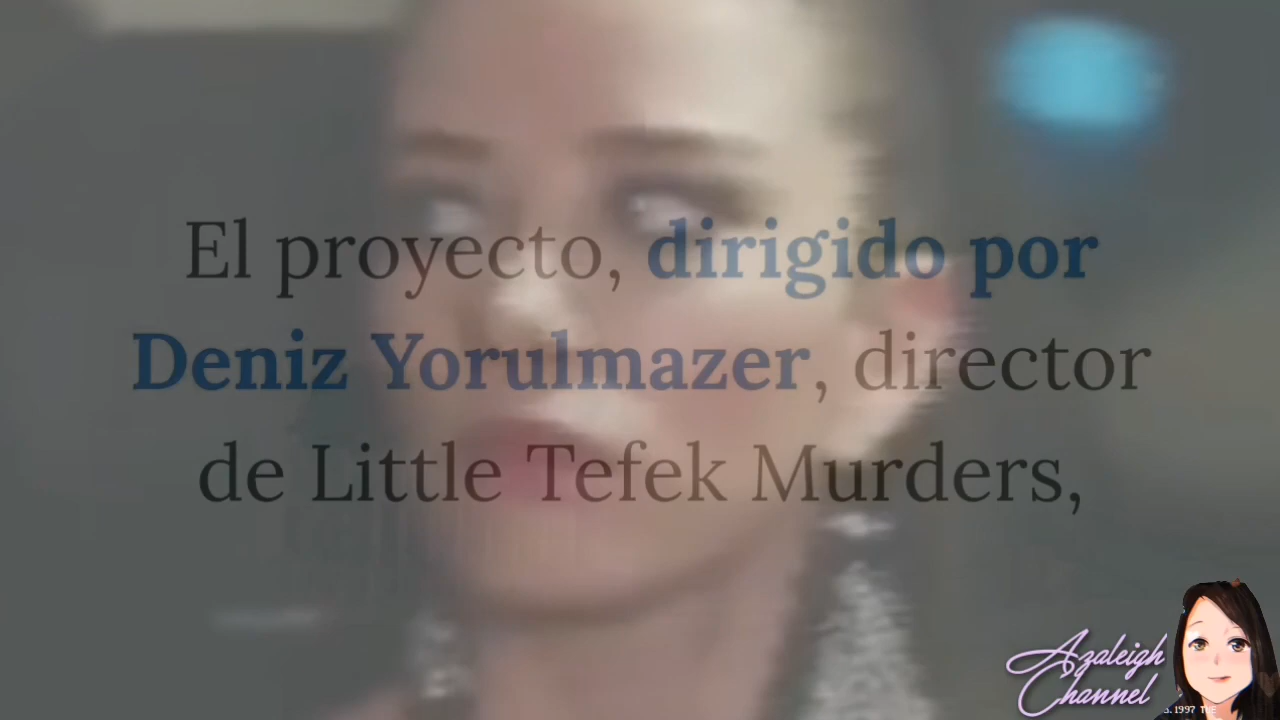 El proyecto, dirigido por
Deniz Yorulmazer, director
de Little Tefek Murders,
Azaleigh
Channel